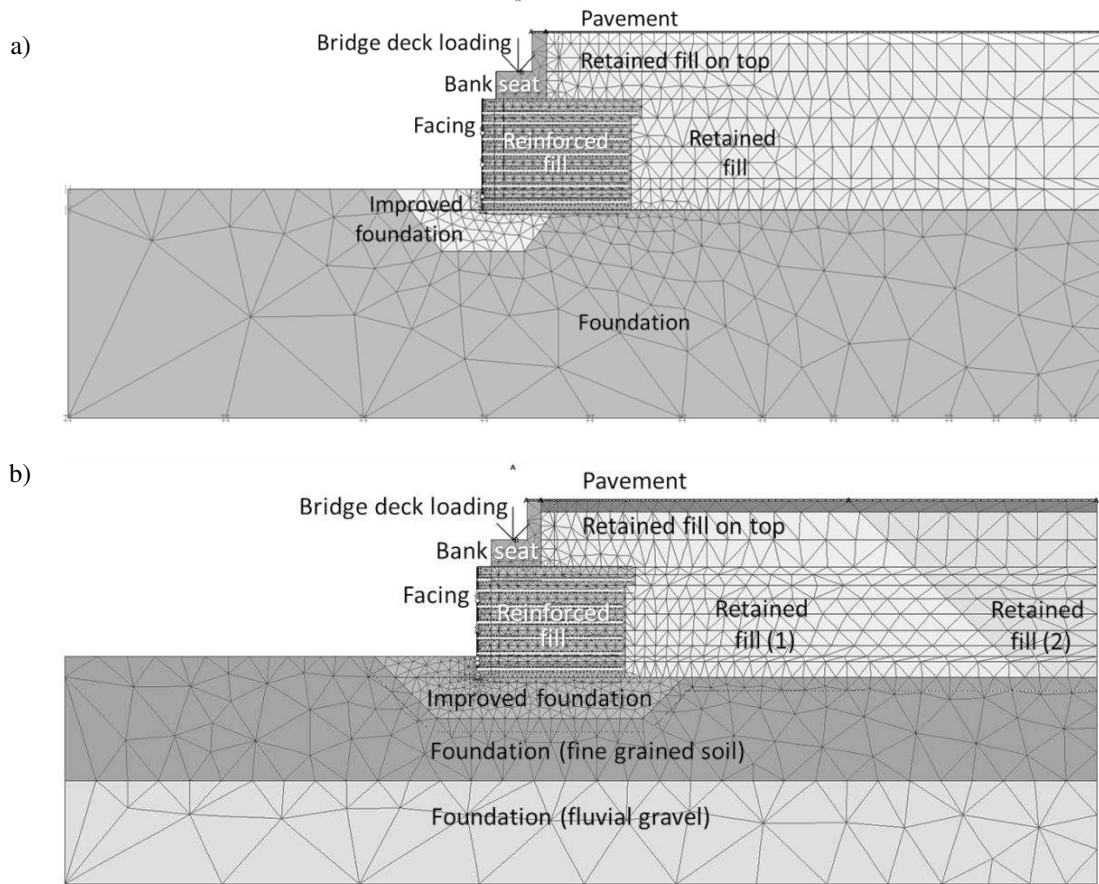 a)
Pavement
Bridge deck loading
Retained fill on top
Bank seat
Facing
Reinforced
fill
Retained
fill
Improved
foundation
Foundation
b)
A
Pavement
Bridge deck loading
Retained fill on top
Bank seat
Facing
Reinforced
fill
Retained
fill (1)
Retained
fill (2)
Improved foundation
Foundation (fine grained soil)
Foundation (fluvial gravel)